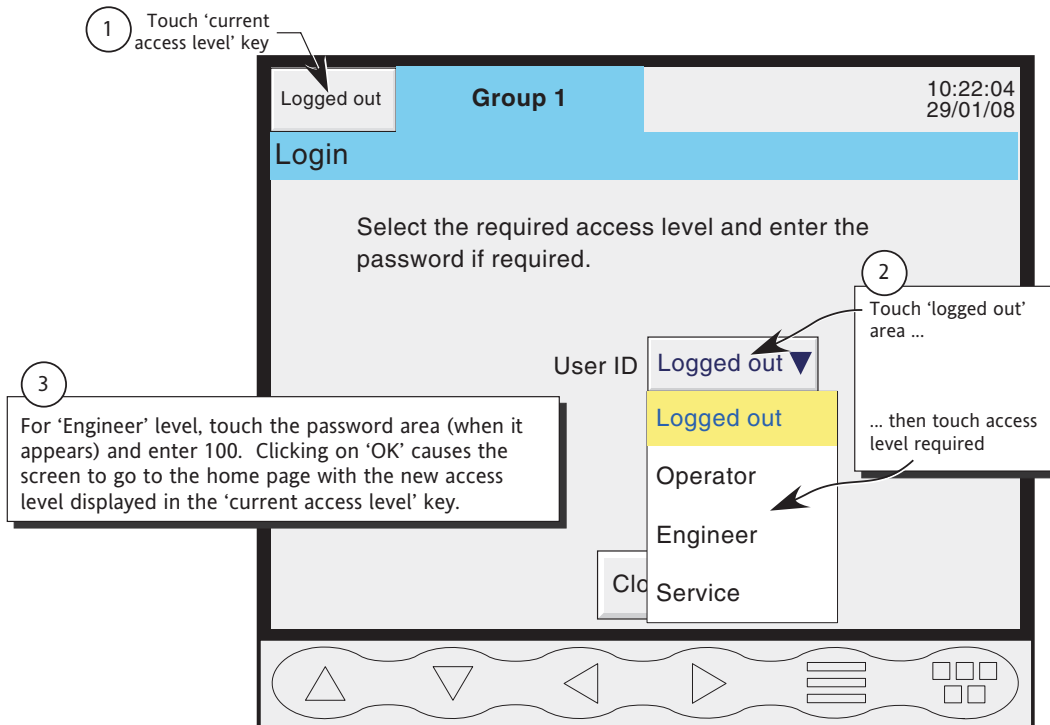 1
Touch ‘current
access level’ key
Logged out
Group 1
10:22:04
29/01/08
Login
Select the required access level and enter the
password if required.
2
Touch ‘logged out’
area ...
... then touch access
level required
User ID
Logged out
Logged out
Operator
Engineer
Service
Clo
3
For ‘Engineer’ level, touch the password area (when it
appears) and enter 100. Clicking on ‘OK’ causes the
screen to go to the home page with the new access
level displayed in the ‘current access level’ key.